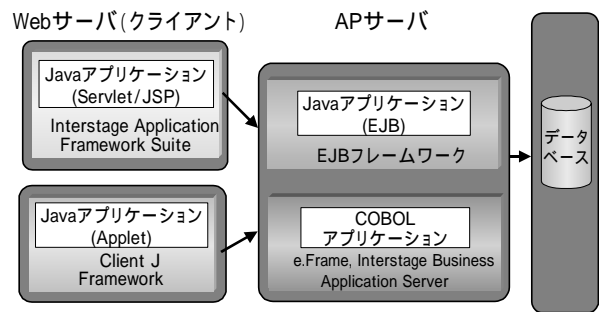 Webサーバ(クライアント)
APサーバ
Javaアプリケーション
(Servlet/JSP)
Interstage Application
Framework Suite
Javaアプリケーション
(Applet)
Client J
Framework
Javaアプリケーション
(EJB)
EJBフレームワーク
COBOL
アプリケーション
e.Frame, Interstage Business
Application Server
データ
ベース